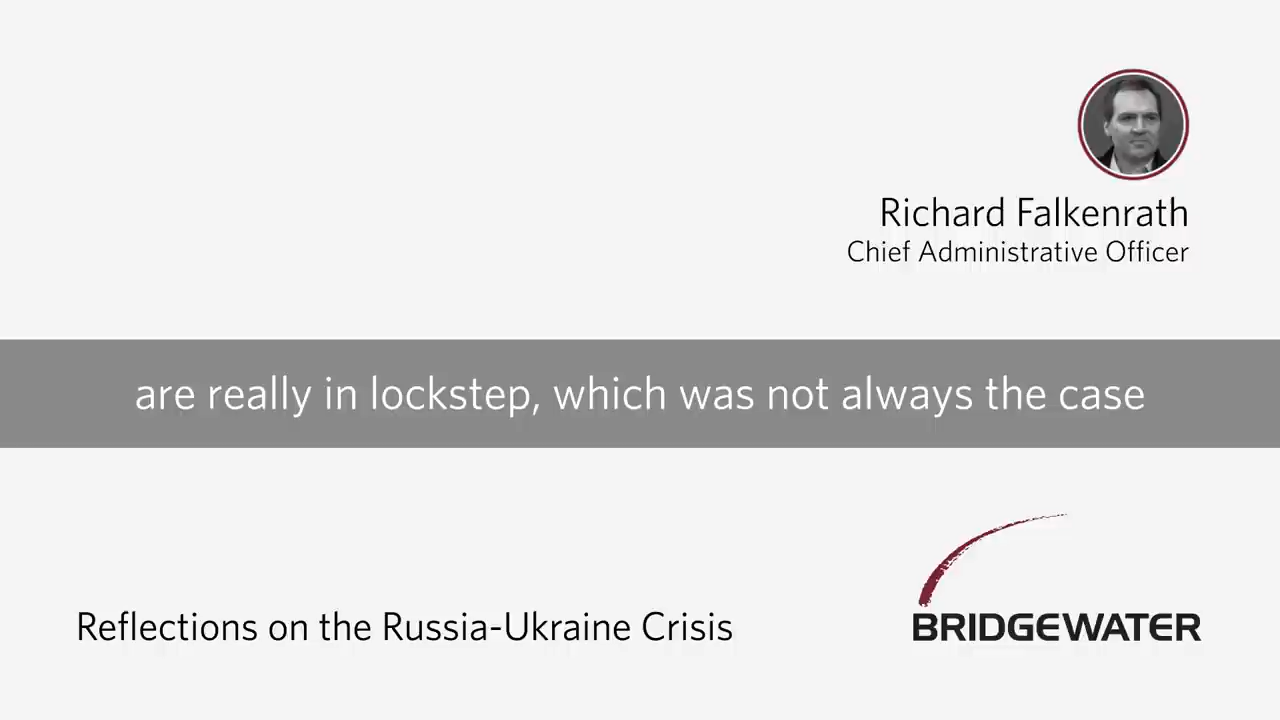 Richard Falkenrath
Chief Administrative Officer
are really in lockstep, which was not always the case
Reflections on the Russia-Ukraine Crisis
BRIDGEWATER